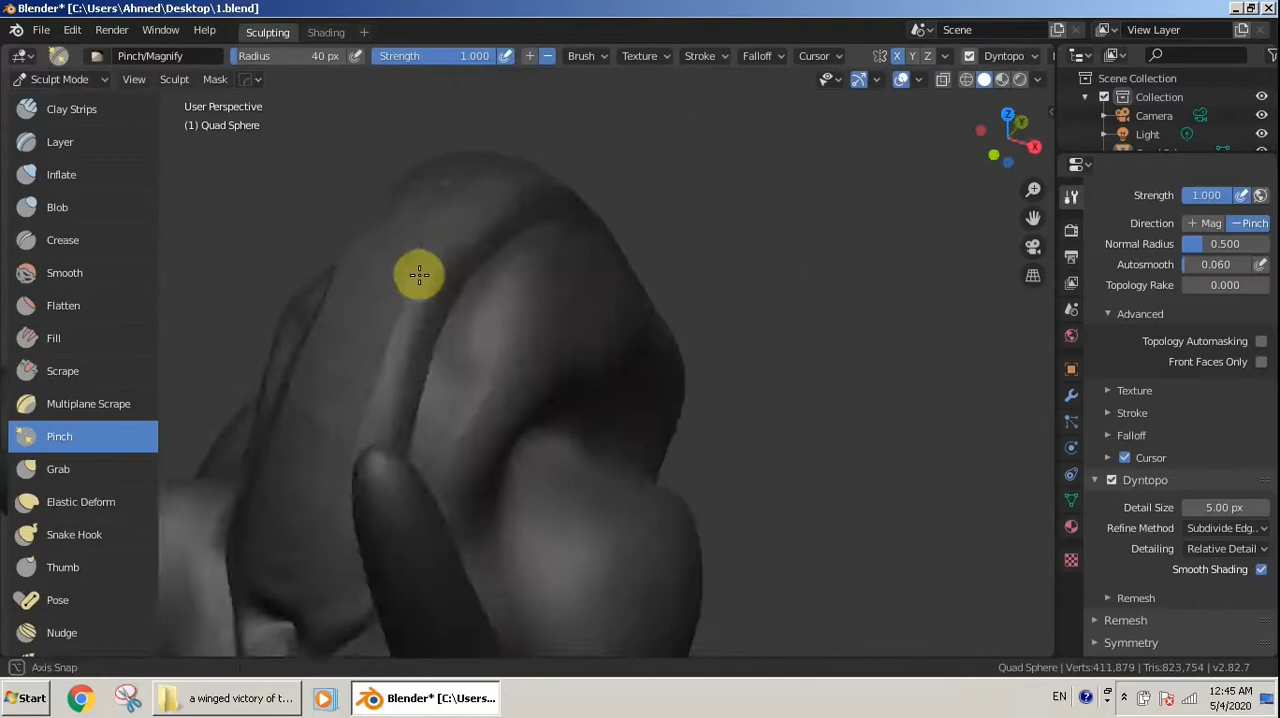 Blender* [C:\Users\Ahmed\Desktop\1.blend]
File Edit Render Window Help Sculpting Shading + Scene View Layer
Pinch/Magnify Radius 40 px Strength 1.000 Brush Texture Stroke Falloff Cursor X Y Z Dyntopo
Sculpt Mode View Sculpt Mask
Scene Collection
Collection
Camera
Light
User Perspective
(1) Quad Sphere
Z
Y
X
Clay Strips
Layer
Inflate
Blob
Crease
Smooth
Flatten
Fill
Scrape
Multiplane Scrape
Pinch
Grab
Elastic Deform
Snake Hook
Thumb
Pose
Nudge
Strength 1.000
Direction + Mag − Pinch
Normal Radius 0.500
Autosmooth 0.060
Topology Rake 0.000
Advanced
Topology Automasking
Front Faces Only
Texture
Stroke
Falloff
Cursor
Dyntopo
Detail Size 5.00 px
Refine Method Subdivide Edg..
Detailing Relative Detail
Smooth Shading
Remesh
Remesh
Symmetry
Axis Snap Quad Sphere | Verts:411,879 | Tris:823,754 | v2.82.7
Start a winged victory of t... Blender* [C:\Users... EN 12:45 AM
5/4/2020